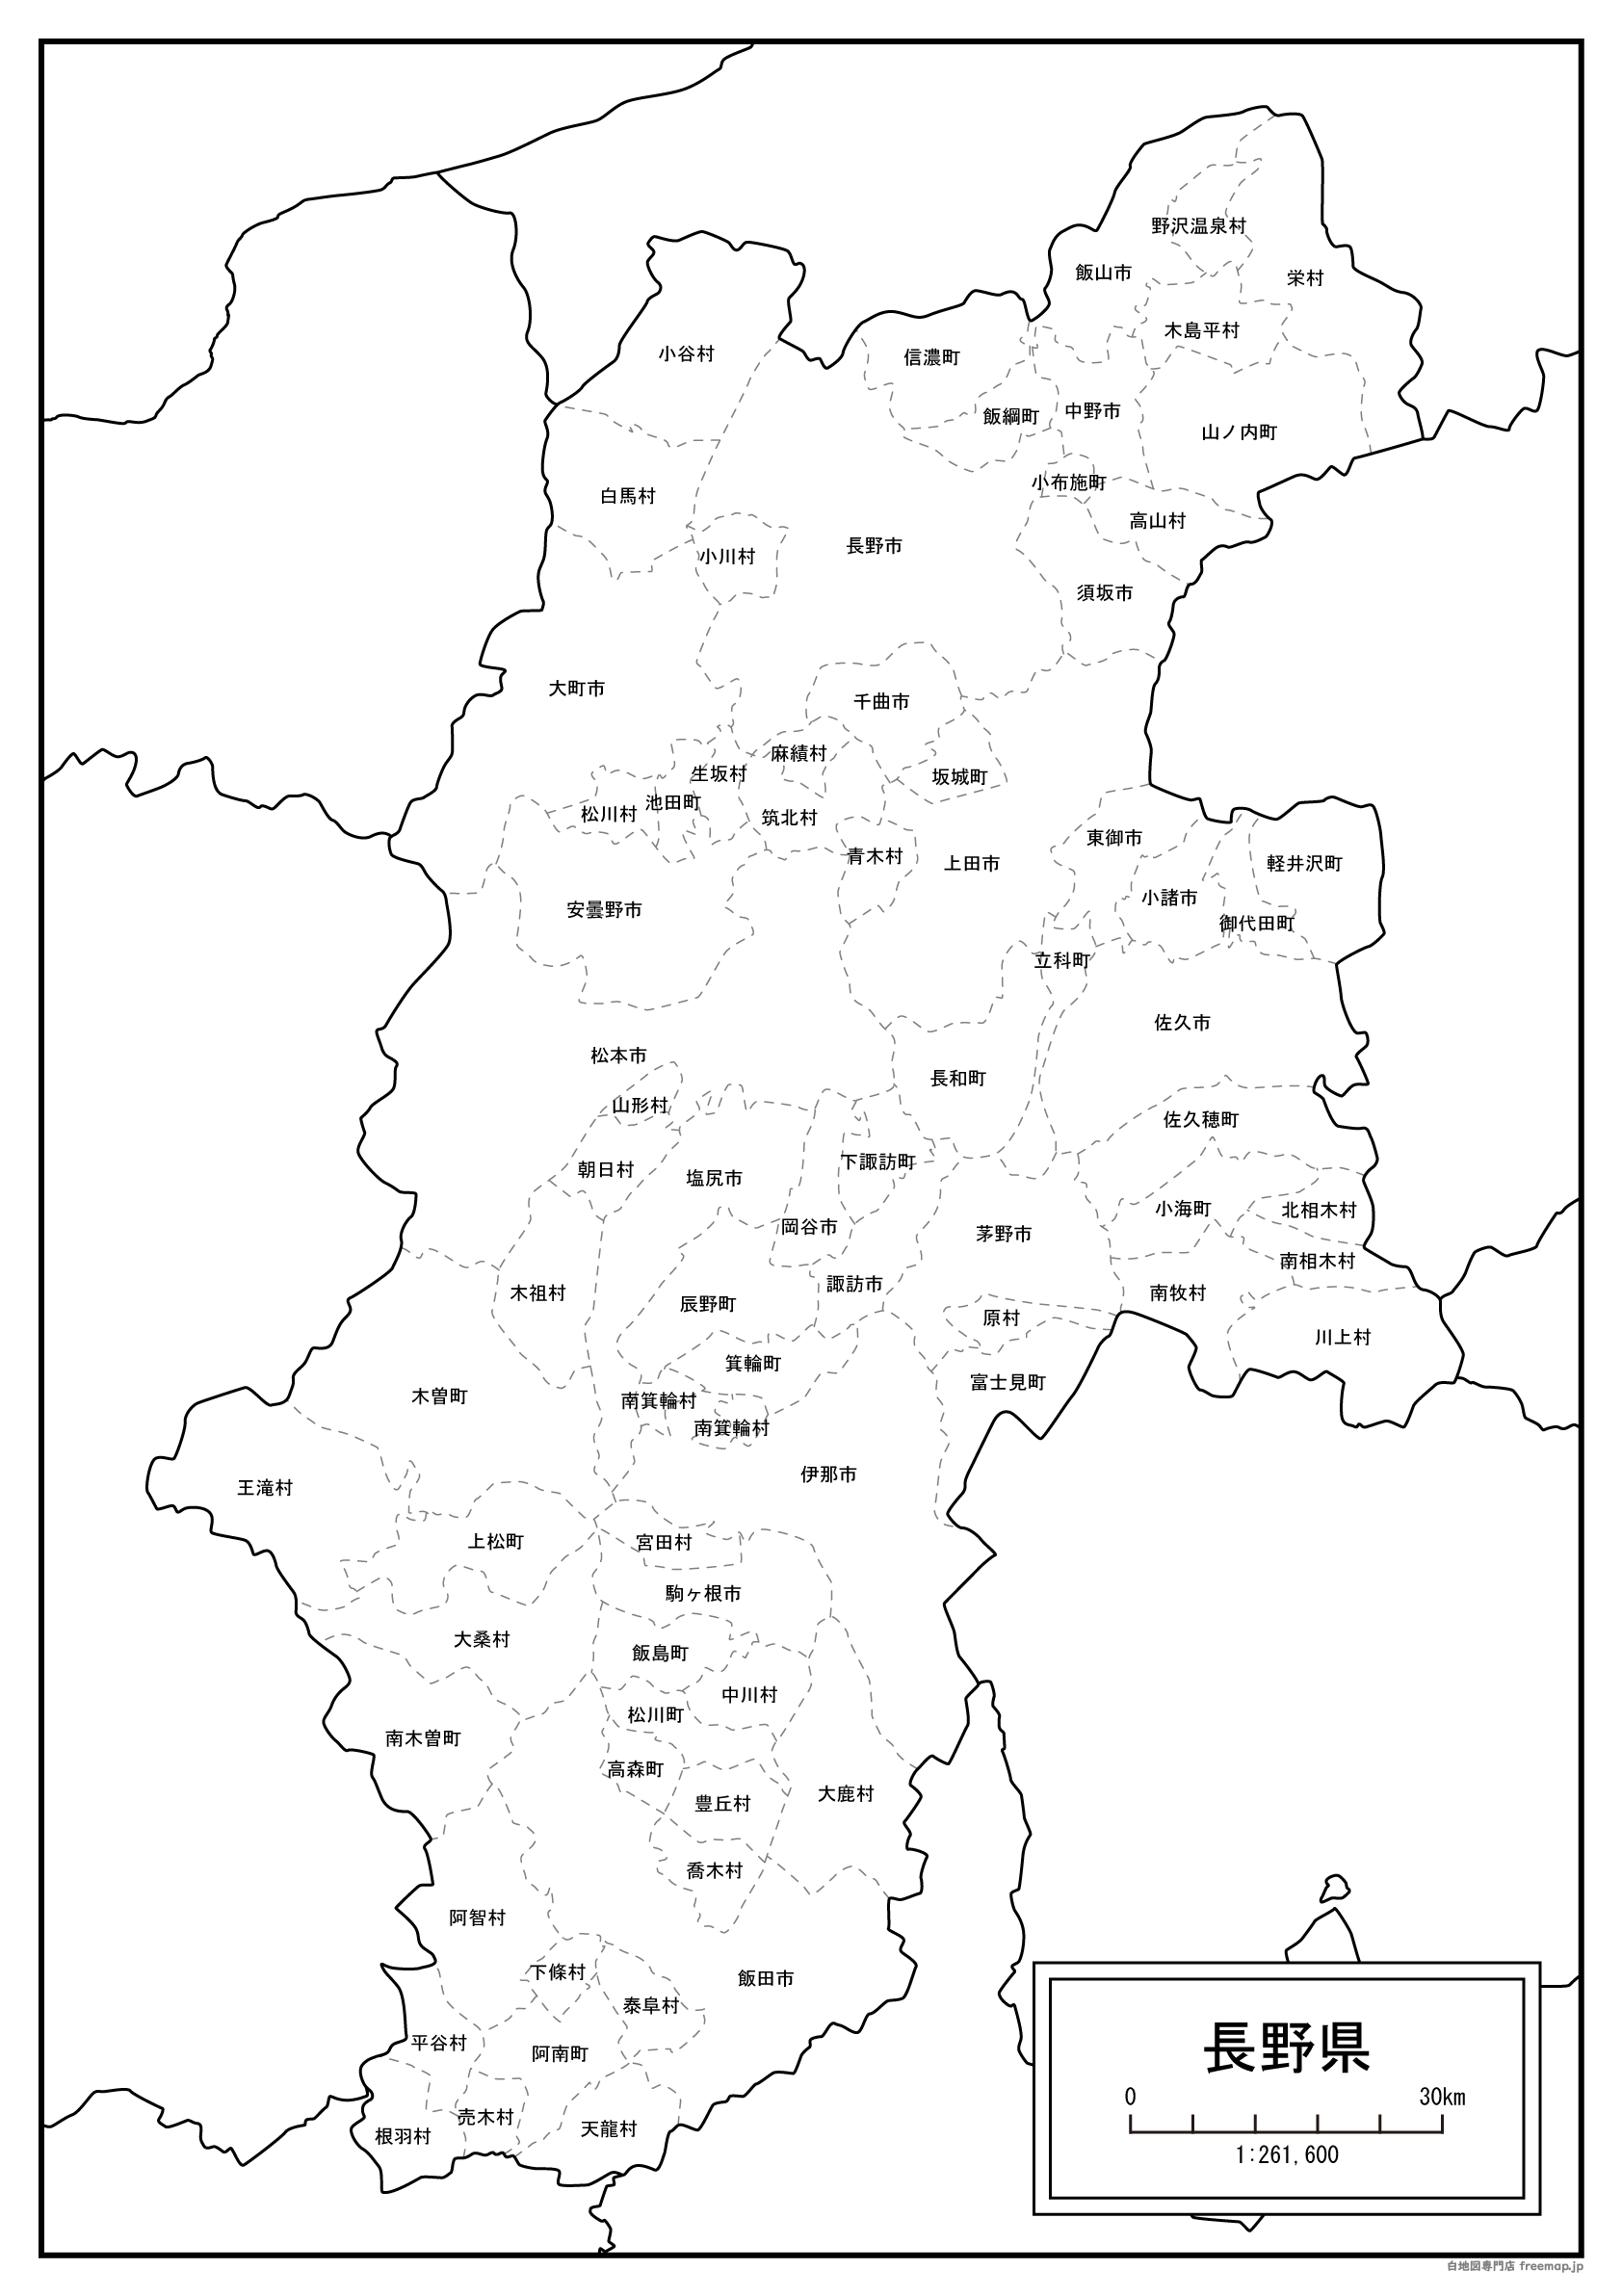 野沢温泉村
飯山市
栄村
木島平村
小谷村
信濃町
飯綱町
中野市
山ノ内町
小布施町
白馬村
高山村
長野市
小川村
須坂市
大町市
千曲市
麻績村
生坂村
坂城町
池田町
松川村
筑北村
東御市
青木村
上田市
軽井沢町
小諸市
安曇野市
御代田町
立科町
佐久市
松本市
長和町
山形村
佐久穂町
下諏訪町
朝日村
塩尻市
小海町
北相木村
岡谷市
茅野市
南相木村
諏訪市
木祖村
南牧村
辰野町
原村
川上村
箕輪町
富士見町
木曽町
南箕輪村
南箕輪村
伊那市
王滝村
上松町
宮田村
駒ヶ根市
大桑村
飯島町
中川村
松川町
南木曽町
高森町
大鹿村
豊丘村
喬木村
阿智村
下條村
飯田市
泰阜村
平谷村
阿南町
売木村
天龍村
根羽村
長野県
0 30km
1:261,600
白地図専門店 freemap.jp